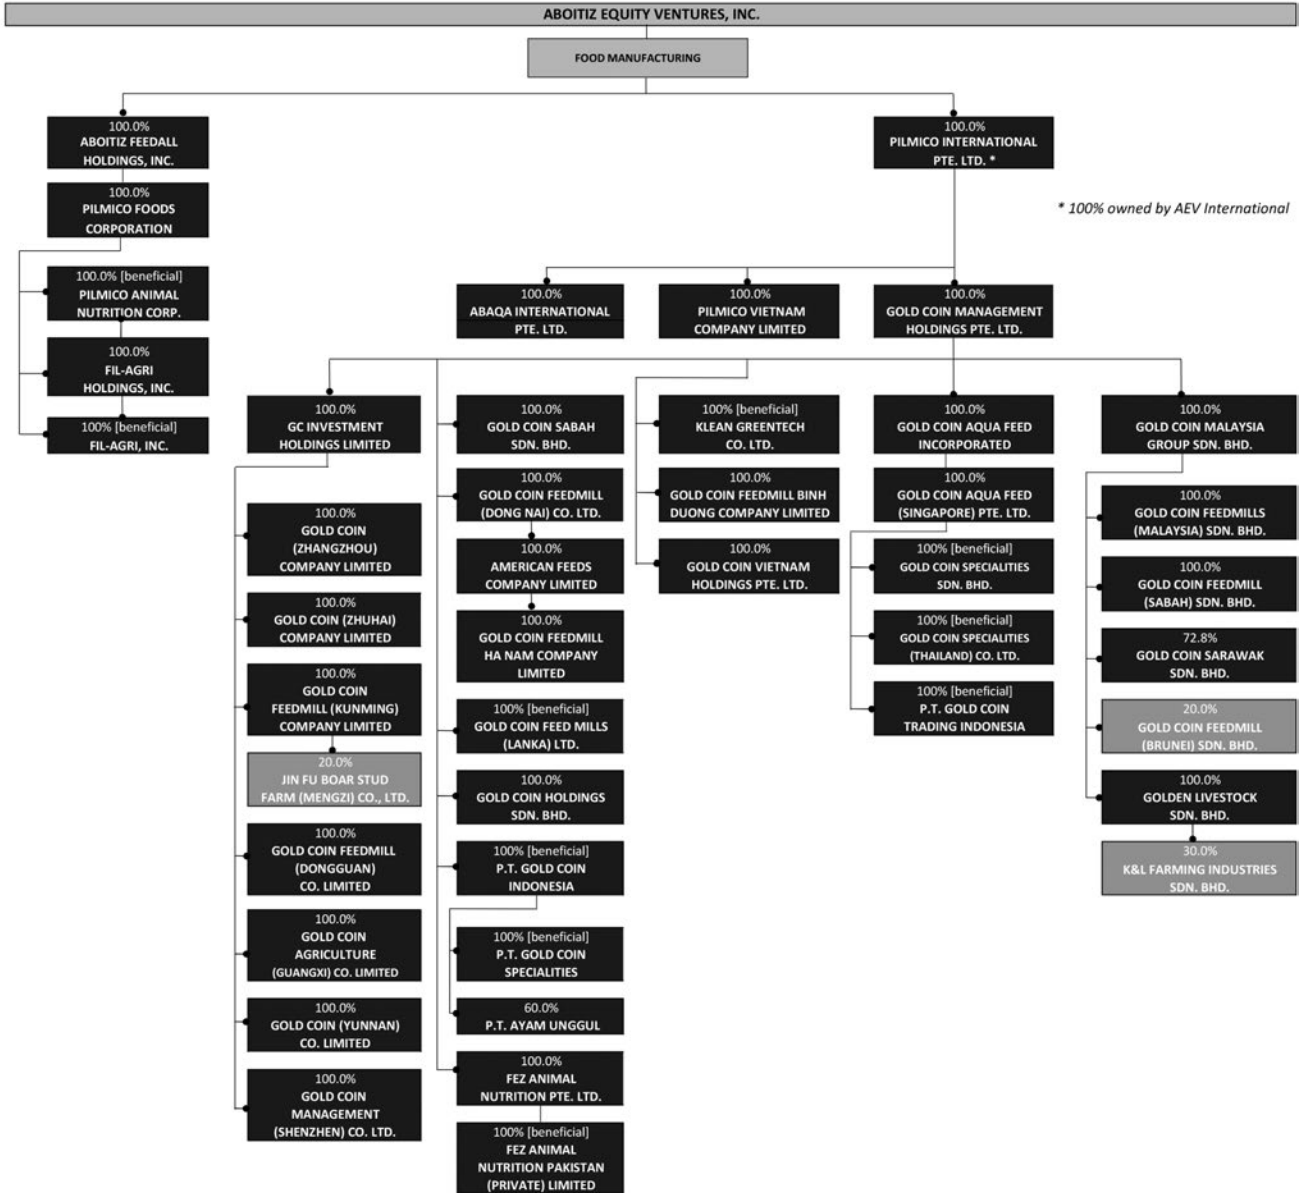 ABOITIZ EQUITY VENTURES, INC.
FOOD MANUFACTURING
100.0%
ABOITIZ FEEDALL
HOLDINGS, INC.
100.0%
PILMICO FOODS
CORPORATION
100.0% [beneficial]
PILMICO ANIMAL
NUTRITION CORP.
100.0%
FIL-AGRI
HOLDINGS, INC.
100% [beneficial]
FIL-AGRI, INC.
100.0%
PILMICO INTERNATIONAL
PTE. LTD. *
* 100% owned by AEV International
100.0%
ABAQA INTERNATIONAL
PTE. LTD.
100.0%
PILMICO VIETNAM
COMPANY LIMITED
100.0%
GOLD COIN MANAGEMENT
HOLDINGS PTE. LTD.
100.0%
GC INVESTMENT
HOLDINGS LIMITED
100.0%
GOLD COIN
(ZHANGZHOU)
COMPANY LIMITED
100.0%
GOLD COIN (ZHUHAI)
COMPANY LIMITED
100.0%
GOLD COIN
FEEDMILL (KUNMING)
COMPANY LIMITED
20.0%
JIN FU BOAR STUD
FARM (MENGZI) CO., LTD.
100.0%
GOLD COIN FEEDMILL
(DONGGUAN)
CO. LIMITED
100.0%
GOLD COIN
AGRICULTURE
(GUANGXI) CO. LIMITED
100.0%
GOLD COIN (YUNNAN)
CO. LIMITED
100.0%
GOLD COIN
MANAGEMENT
(SHENZHEN) CO. LTD.
100.0%
GOLD COIN SABAH
SDN. BHD.
100.0%
GOLD COIN FEEDMILL
(DONG NAI) CO. LTD.
100.0%
AMERICAN FEEDS
COMPANY LIMITED
100.0%
GOLD COIN FEEDMILL
HA NAM COMPANY
LIMITED
100% [beneficial]
GOLD COIN FEED MILLS
(LANKA) LTD.
100.0%
GOLD COIN HOLDINGS
SDN. BHD.
100% [beneficial]
P.T. GOLD COIN
INDONESIA
100% [beneficial]
P.T. GOLD COIN
SPECIALITIES
60.0%
P.T. AYAM UNGGUL
100.0%
FEZ ANIMAL
NUTRITION PTE. LTD.
100% [beneficial]
FEZ ANIMAL
NUTRITION PAKISTAN
(PRIVATE) LIMITED
100% [beneficial]
KLEAN GREENTECH
CO. LTD.
100.0%
GOLD COIN FEEDMILL BINH
DUONG COMPANY LIMITED
100.0%
GOLD COIN VIETNAM
HOLDINGS PTE. LTD.
100.0%
GOLD COIN AQUA FEED
INCORPORATED
100.0%
GOLD COIN AQUA FEED
(SINGAPORE) PTE. LTD.
100% [beneficial]
GOLD COIN SPECIALITIES
SDN. BHD.
100% [beneficial]
GOLD COIN SPECIALITIES
(THAILAND) CO. LTD.
100% [beneficial]
P.T. GOLD COIN
TRADING INDONESIA
100.0%
GOLD COIN MALAYSIA
GROUP SDN. BHD.
100.0%
GOLD COIN FEEDMILLS
(MALAYSIA) SDN. BHD.
100.0%
GOLD COIN FEEDMILL
(SABAH) SDN. BHD.
72.8%
GOLD COIN SARAWAK
SDN. BHD.
20.0%
GOLD COIN FEEDMILL
(BRUNEI) SDN. BHD.
100.0%
GOLDEN LIVESTOCK
SDN. BHD.
30.0%
K&L FARMING INDUSTRIES
SDN. BHD.